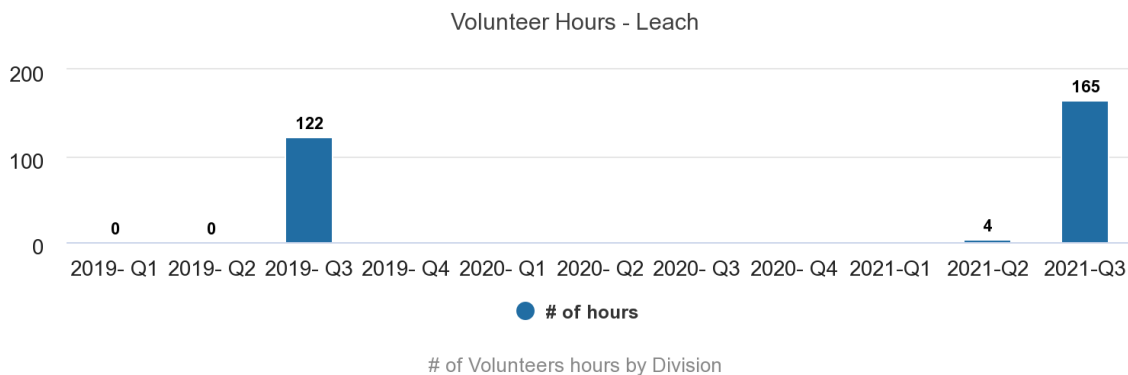 Volunteer Hours - Leach
200
165
122
100
0
0
4
0
2019- Q1 2019- Q2 2019- Q3 2019- Q4 2020- Q1 2020- Q2 2020- Q3 2020- Q4 2021-Q1 2021-Q2 2021-Q3
# of hours
# of Volunteers hours by Division